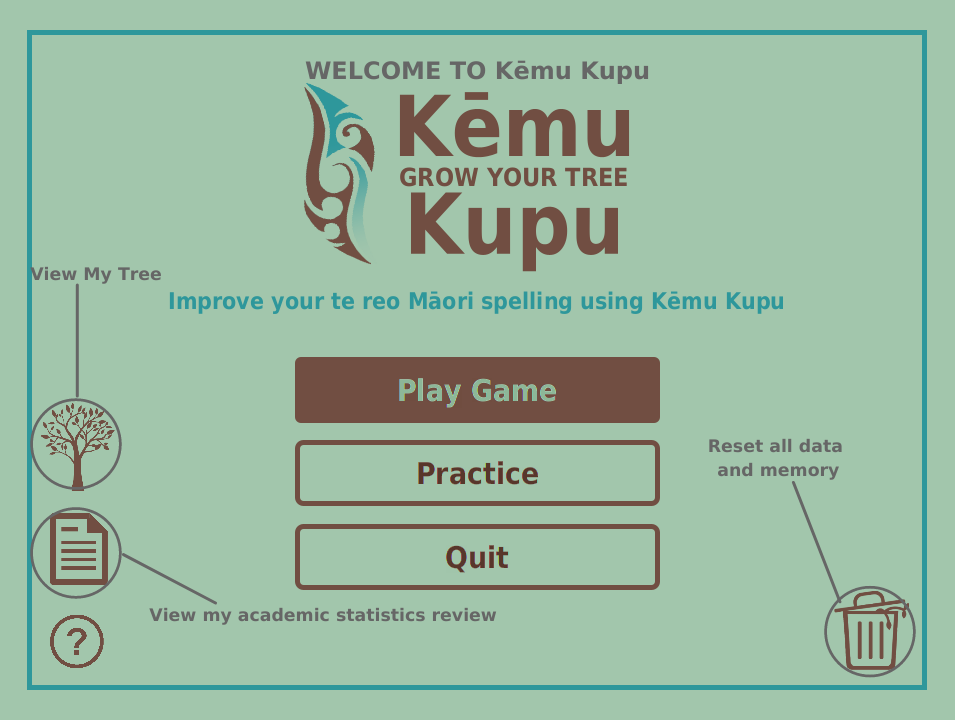 WELCOME TO Kēmu Kupu
Kēmu
GROW YOUR TREE
Kupu
View My Tree
Improve your te reo Māori spelling using Kēmu Kupu
Play Game
Practice
Reset all data
and memory
Quit
View my academic statistics review
?